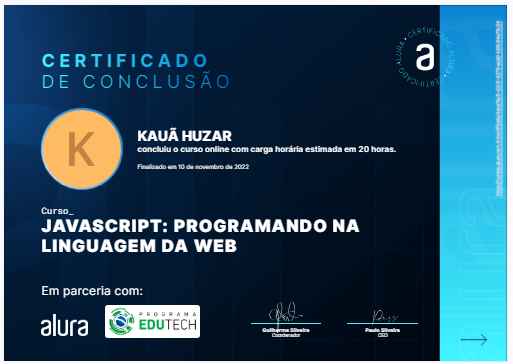 CERTIFICADO
DE CONCLUSÃO
ALURA • CERTIFICADO
a
K
KAUÃ HUZAR
concluiu o curso online com carga horária estimada em 20 horas.
Finalizado em 10 de novembro de 2022
Curso_
JAVASCRIPT: PROGRAMANDO NA
LINGUAGEM DA WEB
Em parceria com:
alura
PROGRAMA
EDUTECH
Guilherme Silveira
Coordenador
Paulo Silveira
CEO